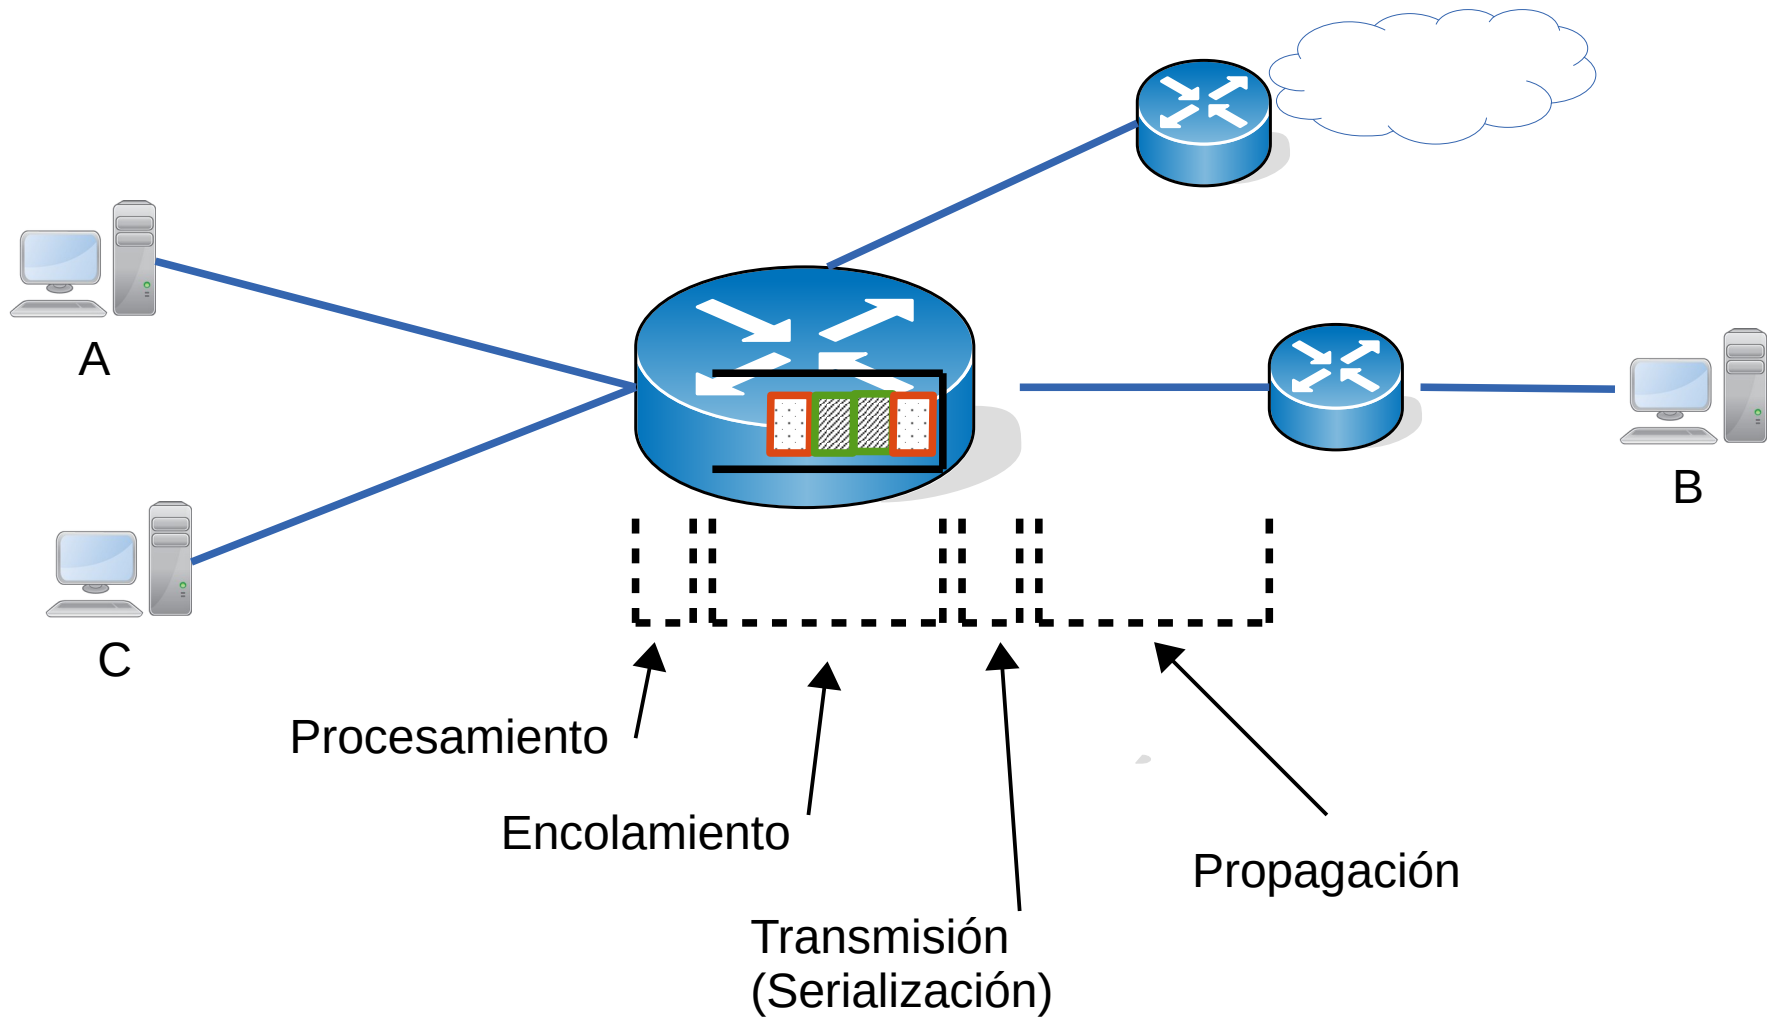 A
B
C
Procesamiento
Encolamiento
Propagación
Transmisión
(Serialización)